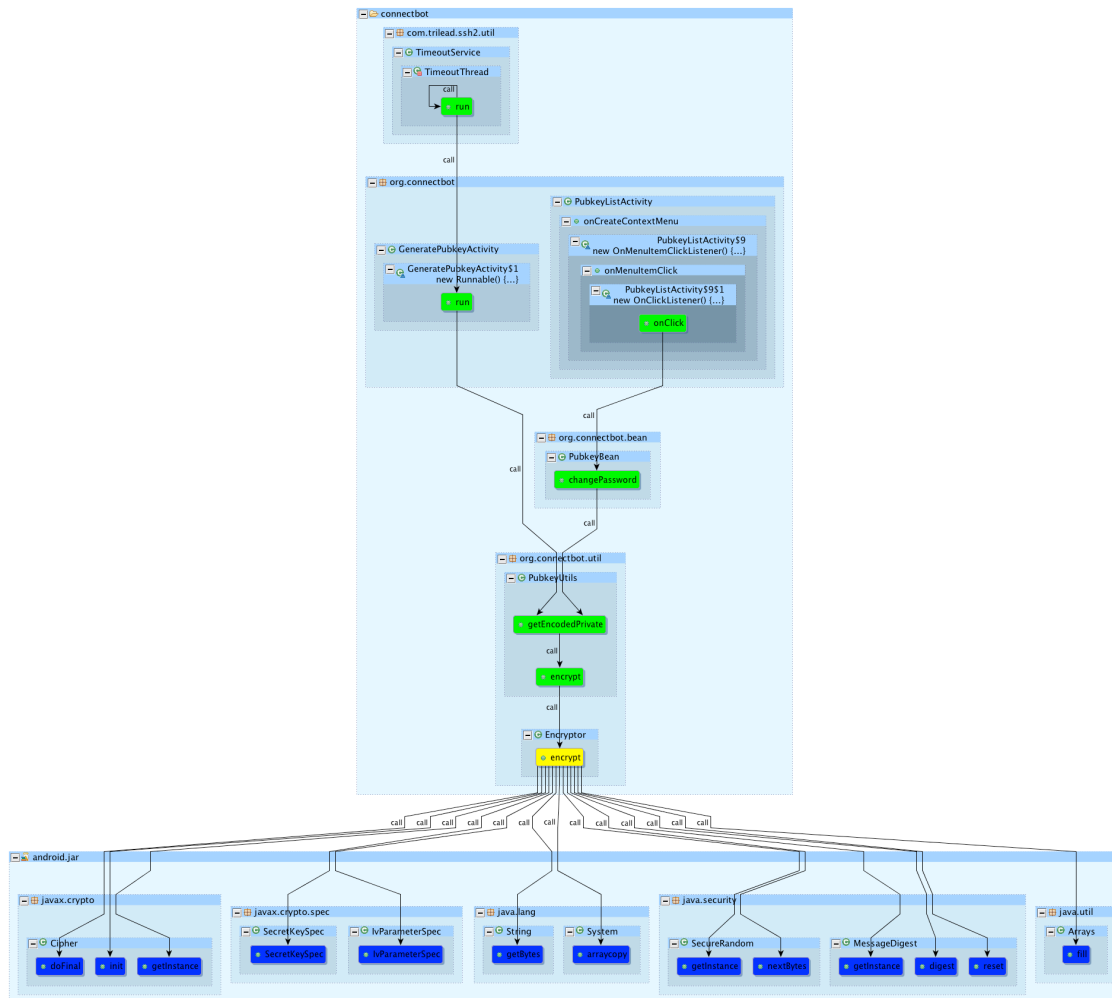 connectbot
com.trilead.ssh2.util
TimeoutService
TimeoutThread
call
run
call
org.connectbot
PubkeyListActivity
onCreateContextMenu
PubkeyListActivity$9
new OnMenuItemClickListener() {...}
GeneratePubkeyActivity
GeneratePubkeyActivity$1
new Runnable() {...}
onMenuItemClick
PubkeyListActivity$9$1
new OnClickListener() {...}
run
onClick
call
org.connectbot.bean
PubkeyBean
call
changePassword
call
org.connectbot.util
PubkeyUtils
getEncodedPrivate
call
encrypt
call
Encryptor
encrypt
call call call call call call call call call call call call
android.jar
javax.crypto
javax.crypto.spec
java.lang
java.security
java.util
Cipher
SecretKeySpec
IvParameterSpec
String
System
SecureRandom
MessageDigest
Arrays
doFinal
init
getInstance
SecretKeySpec
IvParameterSpec
getBytes
arraycopy
getInstance
nextBytes
getInstance
digest
reset
fill